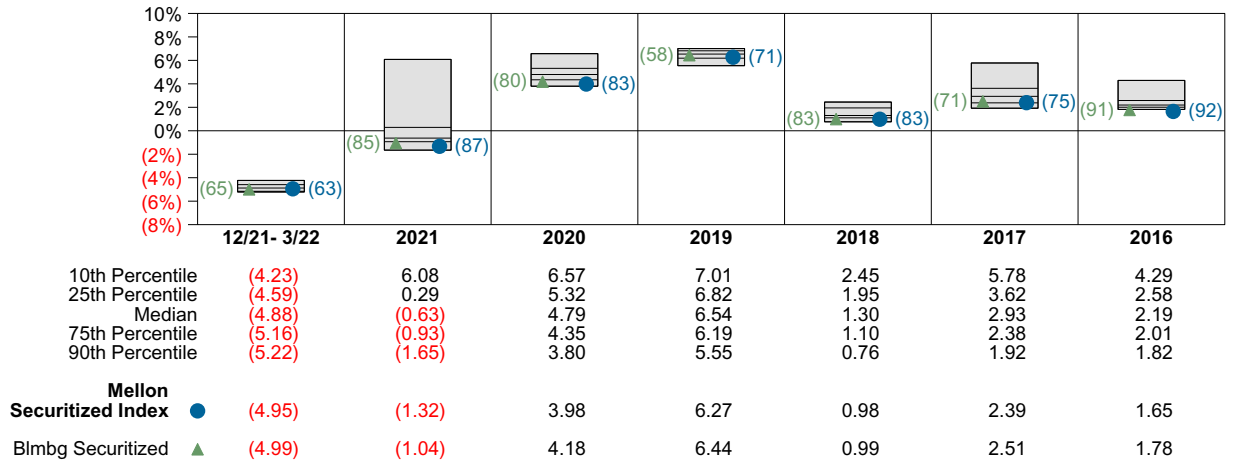 10%
8%
6%
4%
2%
0%
(2%)
(4%)
(6%)
(8%)
(65) (63)
(85) (87)
(80) (83)
(58) (71)
(83) (83)
(71) (75)
(91) (92)
12/21- 3/22 2021 2020 2019 2018 2017 2016
10th Percentile (4.23) 6.08 6.57 7.01 2.45 5.78 4.29
25th Percentile (4.59) 0.29 5.32 6.82 1.95 3.62 2.58
Median (4.88) (0.63) 4.79 6.54 1.30 2.93 2.19
75th Percentile (5.16) (0.93) 4.35 6.19 1.10 2.38 2.01
90th Percentile (5.22) (1.65) 3.80 5.55 0.76 1.92 1.82
Mellon
Securitized Index (4.95) (1.32) 3.98 6.27 0.98 2.39 1.65
Blmbg Securitized (4.99) (1.04) 4.18 6.44 0.99 2.51 1.78